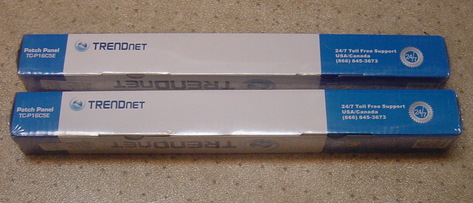 Patch Panel
TC-P16C5E
TRENDNET
24/7 Toll Free Support
USA/Canada
(866) 845-3673
24/7
Patch Panel
TC-P16C5E
TRENDNET
24/7 Toll Free Support
USA/Canada
(866) 845-3673
24/7